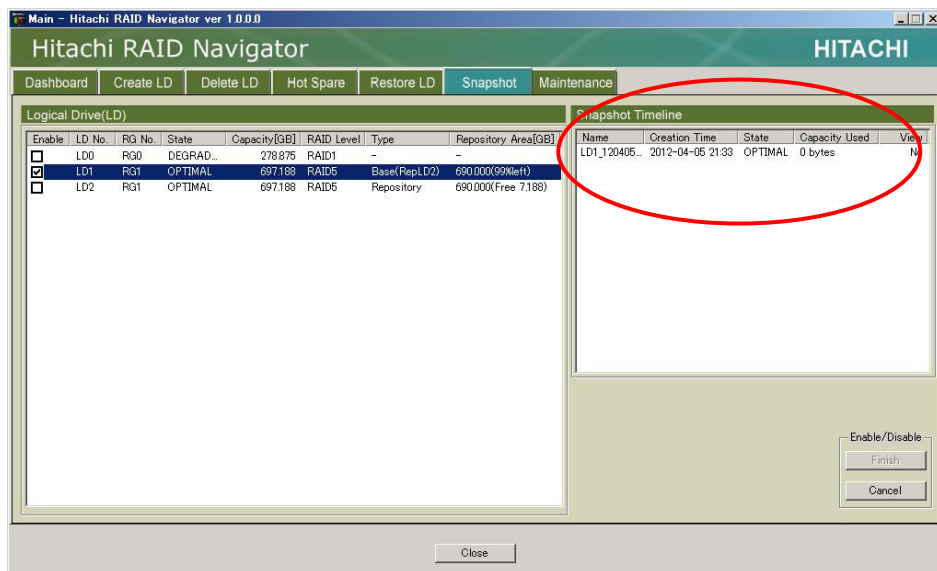 Main - Hitachi RAID Navigator ver 1.0.0.0
Hitachi RAID Navigator HITACHI
Dashboard Create LD Delete LD Hot Spare Restore LD Snapshot Maintenance
Logical Drive(LD)
Enable LD No. RG No. State Capacity[GB] RAID Level Type Repository Area[GB]
LD0 RG0 DEGRAD... 278.875 RAID1 - -
LD1 RG1 OPTIMAL 697.188 RAID5 Base(RepLD2) 690.000(99%left)
LD2 RG1 OPTIMAL 697.188 RAID5 Repository 690.000(Free 7.188)
Snapshot Timeline
Name Creation Time State Capacity Used View
LD1_120405... 2012-04-05 21:33 OPTIMAL 0 bytes No
Enable/Disable
Finish
Cancel
Close